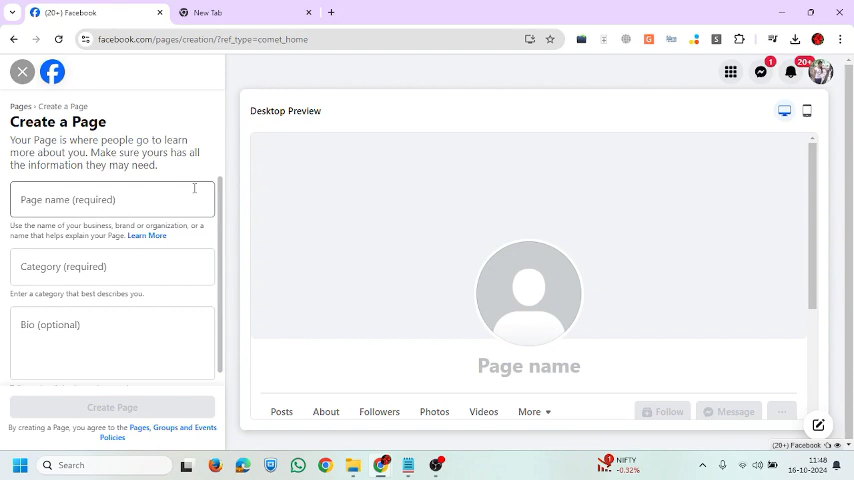 (20+) Facebook
New Tab
facebook.com/pages/creation/?ref_type=comet_home
1
20+
Pages › Create a Page
Create a Page
Your Page is where people go to learn
more about you. Make sure yours has all
the information they may need.
Page name (required)
Use the name of your business, brand or organization, or a
name that helps explain your Page. Learn More
Category (required)
Enter a category that best describes you.
Bio (optional)
Create Page
By creating a Page, you agree to the Pages, Groups and Events
Policies
Desktop Preview
Page name
Posts
About
Followers
Photos
Videos
More
Follow
Message
(20+) Facebook
Search
1
NIFTY
-0.32%
11:48
16-10-2024